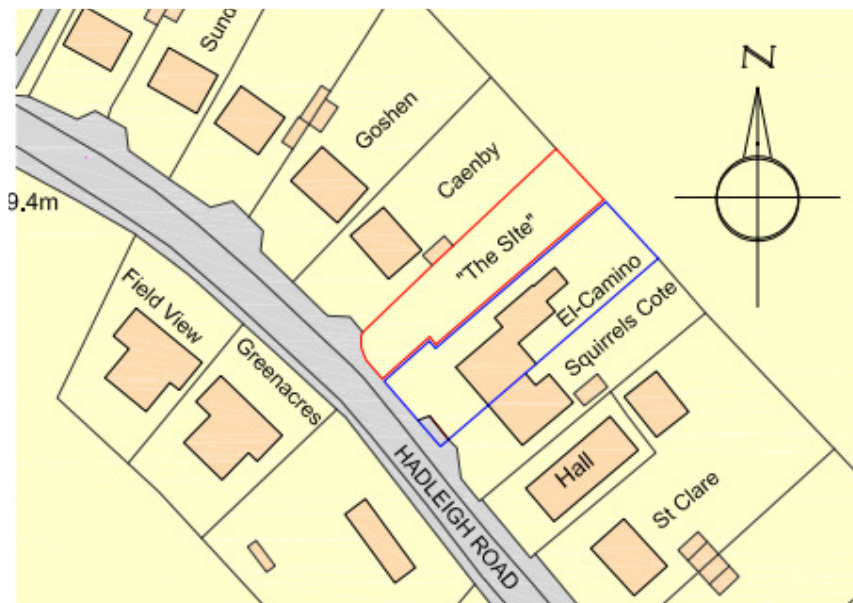 Sund
Goshen
Caenby
"The SIte"
N
9.4m
Field View
Greenacres
El-Camino
Squirrels Cote
Hall
St Clare
HADLEIGH ROAD